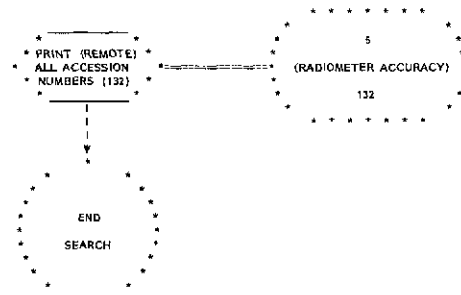 PRINT (REMOTE)
ALL ACCESSION
NUMBERS (132)
5
(RADIOMETER ACCURACY)
132
END
SEARCH